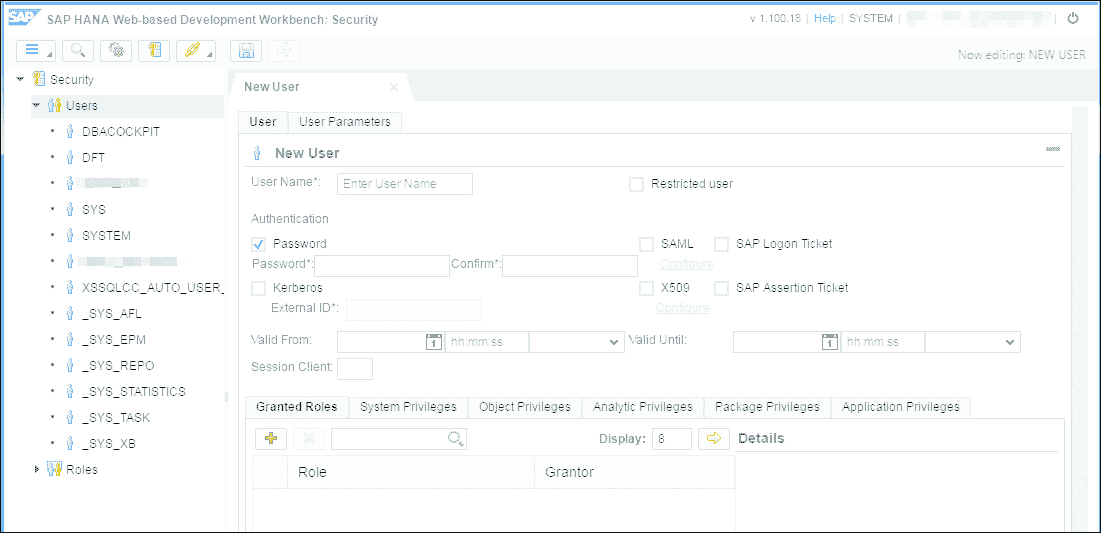 SAP SAP HANA Web-based Development Workbench: Security
v 1.100.18 | Help | SYSTEM |
Now editing: NEW USER
Security
Users
DBACOCKPIT
DFT
SYS
SYSTEM
XSSQLCC_AUTO_USER_
_SYS_AFL
_SYS_EPM
_SYS_REPO
_SYS_STATISTICS
_SYS_TASK
_SYS_XB
Roles
New User
User User Parameters
New User
User Name*: Enter User Name Restricted user
Authentication
Password SAML SAP Logon Ticket
Password*: Confirm*: Configure
Kerberos X509 SAP Assertion Ticket
External ID*: Configure
Valid From: 1 hh:mm:ss Valid Until: 1 hh:mm:ss
Session Client:
Granted Roles System Privileges Object Privileges Analytic Privileges Package Privileges Application Privileges
Display: 8 Details
Role Grantor